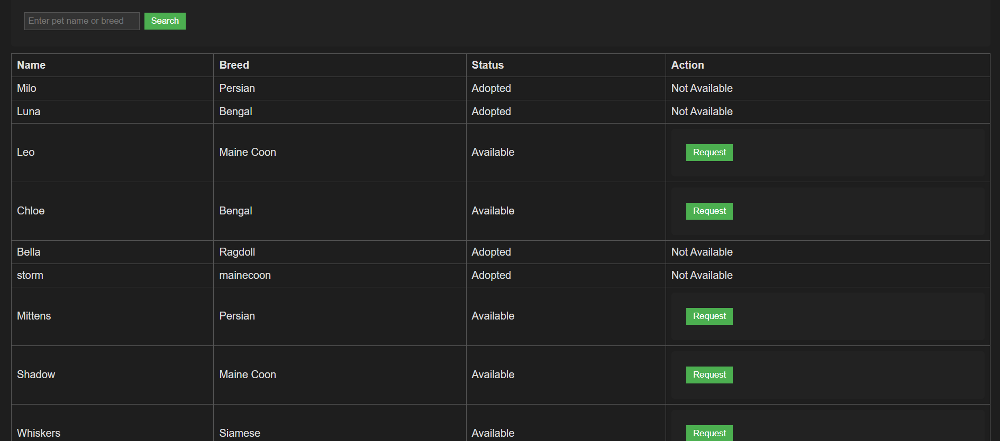 Enter pet name or breed Search
Name Breed Status Action
Milo Persian Adopted Not Available
Luna Bengal Adopted Not Available
Leo Maine Coon Available Request
Chloe Bengal Available Request
Bella Ragdoll Adopted Not Available
storm mainecoon Adopted Not Available
Mittens Persian Available Request
Shadow Maine Coon Available Request
Whiskers Siamese Available Request